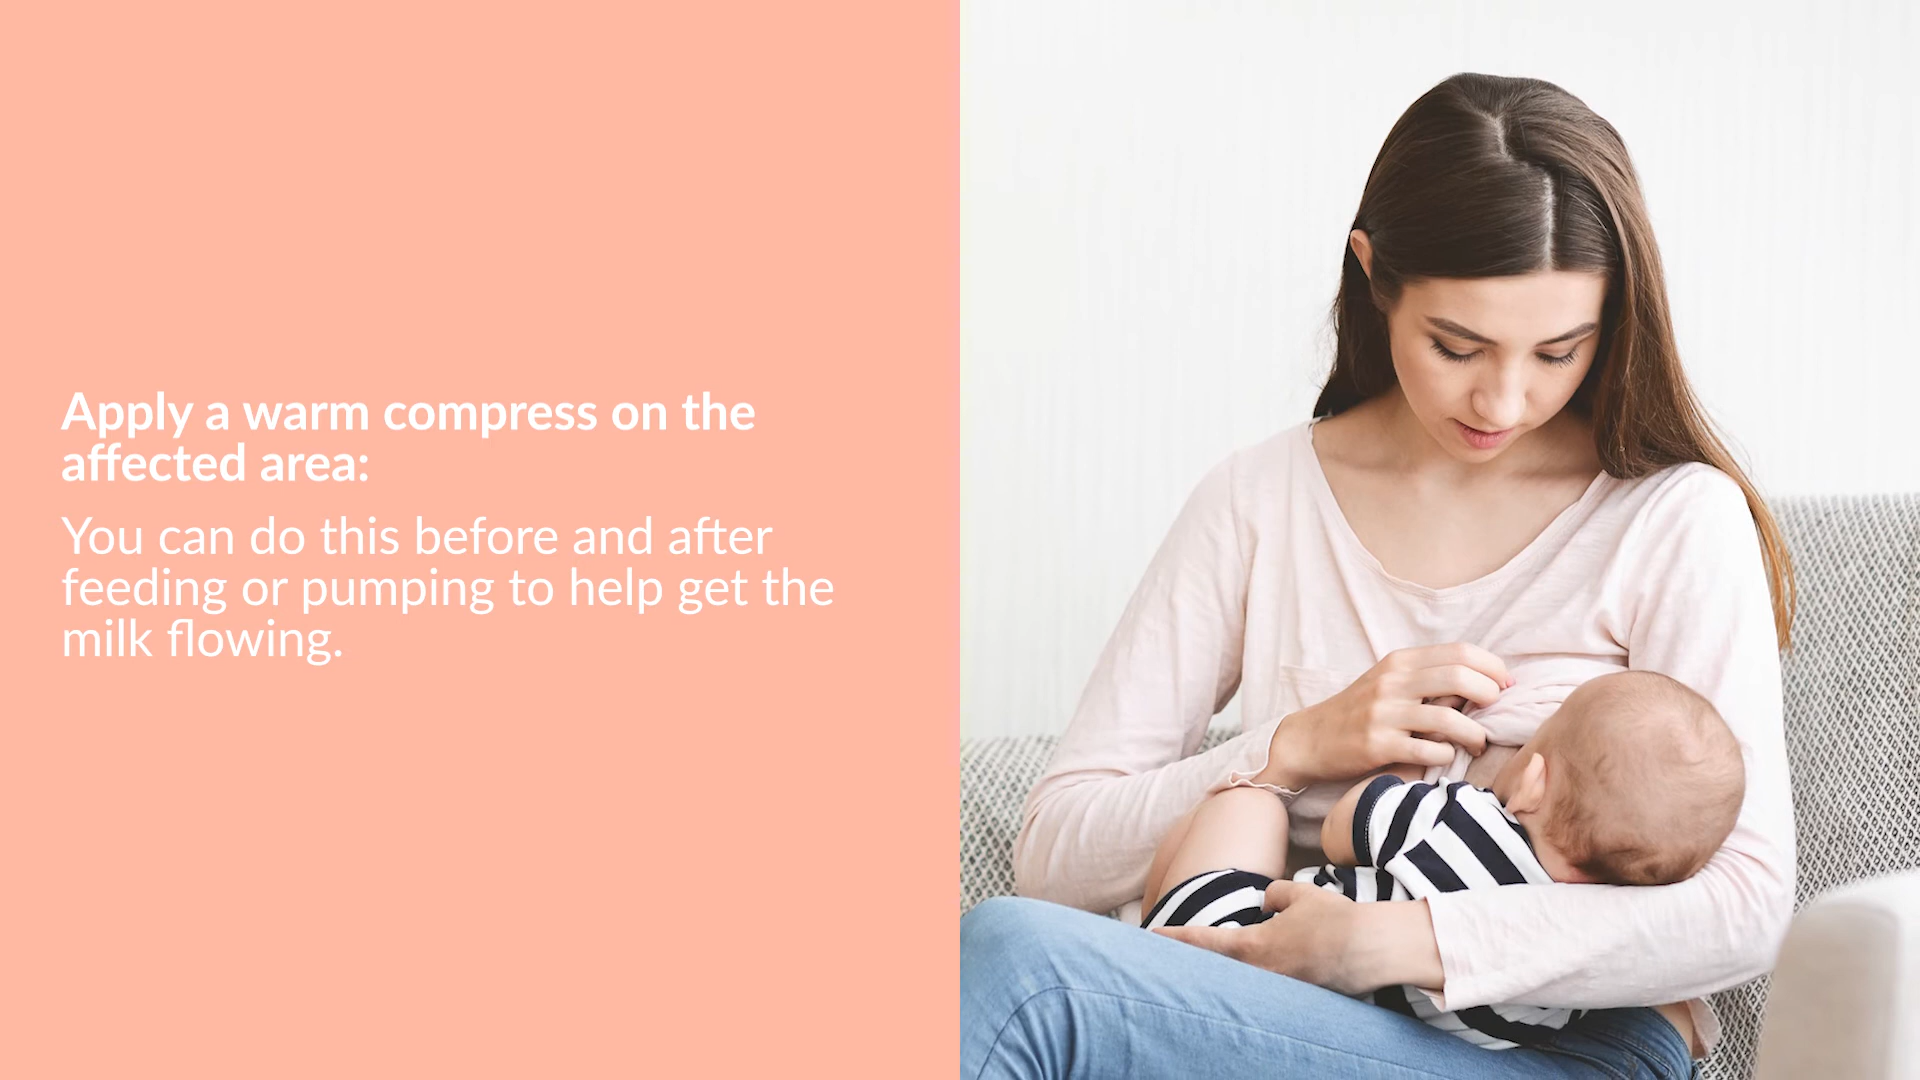 Apply a warm compress on the
affected area:
You can do this before and after
feeding or pumping to help get the
milk flowing.